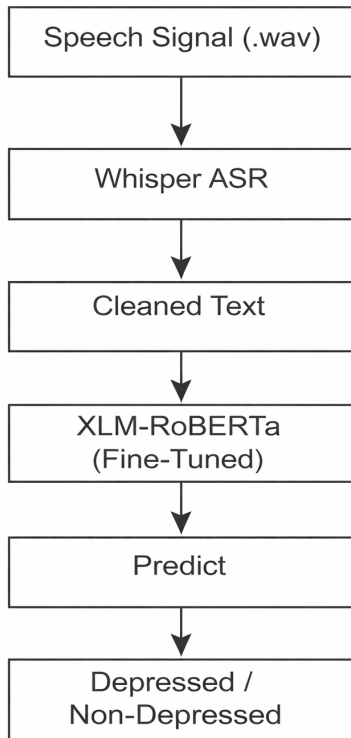 Speech Signal (.wav)
Whisper ASR
Cleaned Text
XLM-RoBERTa
(Fine-Tuned)
Predict
Depressed /
Non-Depressed